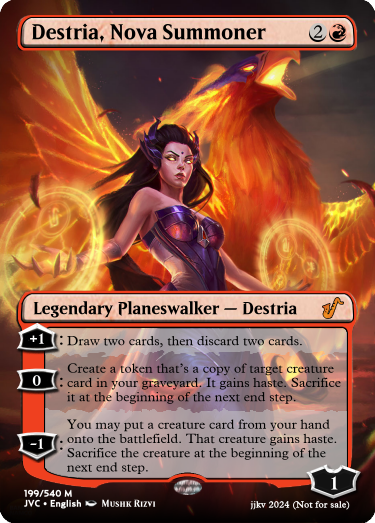 Destria, Nova Summoner 2
Legendary Planeswalker — Destria
+1: Draw two cards, then discard two cards.
0: Create a token that's a copy of target creature
card in your graveyard. It gains haste. Sacrifice
it at the beginning of the next end step.
−1: You may put a creature card from your hand
onto the battlefield. That creature gains haste.
Sacrifice the creature at the beginning of the
next end step.
1
199/540 M
JVC • English Mushk Rizvi
jjkv 2024 (Not for sale)